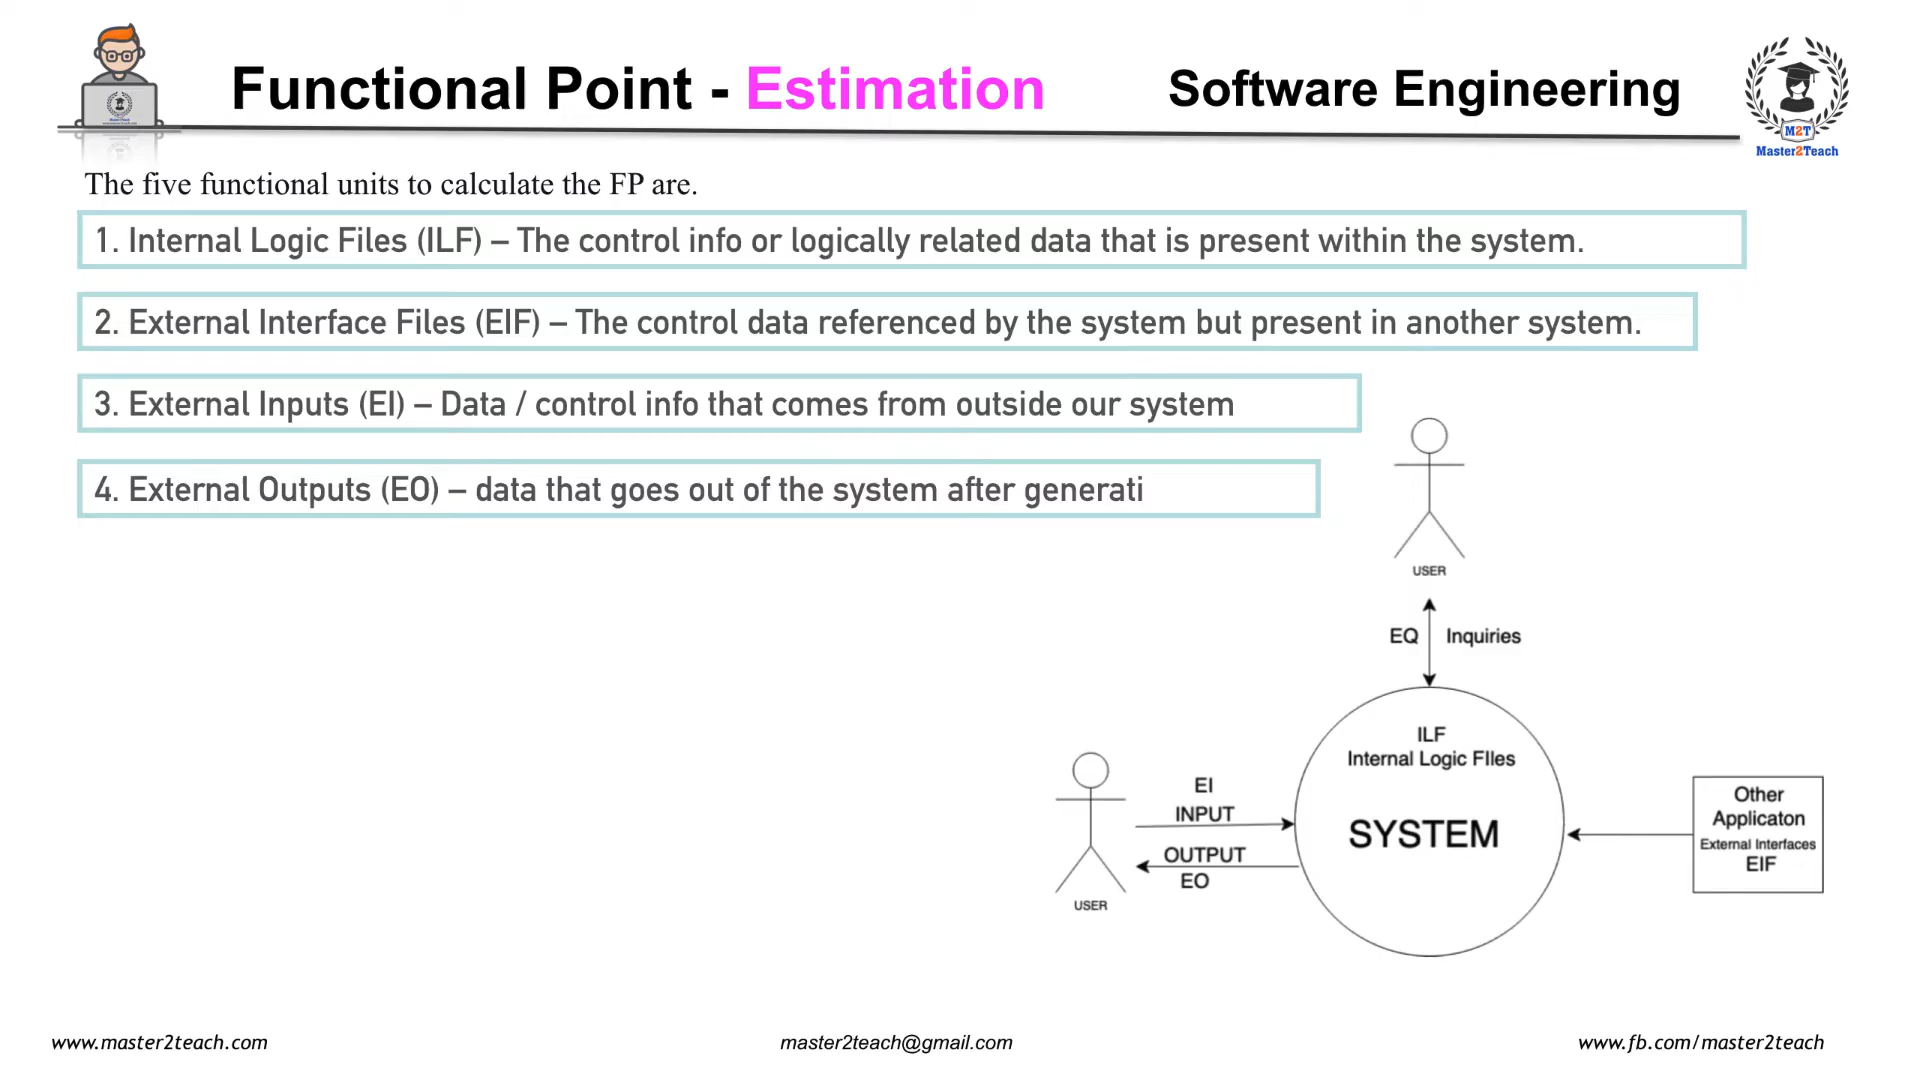 Functional Point - Estimation
Software Engineering
M2T
Master2Teach
The five functional units to calculate the FP are.
1. Internal Logic Files (ILF) – The control info or logically related data that is present within the system.
2. External Interface Files (EIF) – The control data referenced by the system but present in another system.
3. External Inputs (EI) – Data / control info that comes from outside our system
4. External Outputs (EO) – data that goes out of the system after generati
USER
EQ Inquiries
ILF
Internal Logic FIles
SYSTEM
EI
INPUT
OUTPUT
EO
USER
Other
Applicaton
External Interfaces
EIF
www.master2teach.com
master2teach@gmail.com
www.fb.com/master2teach